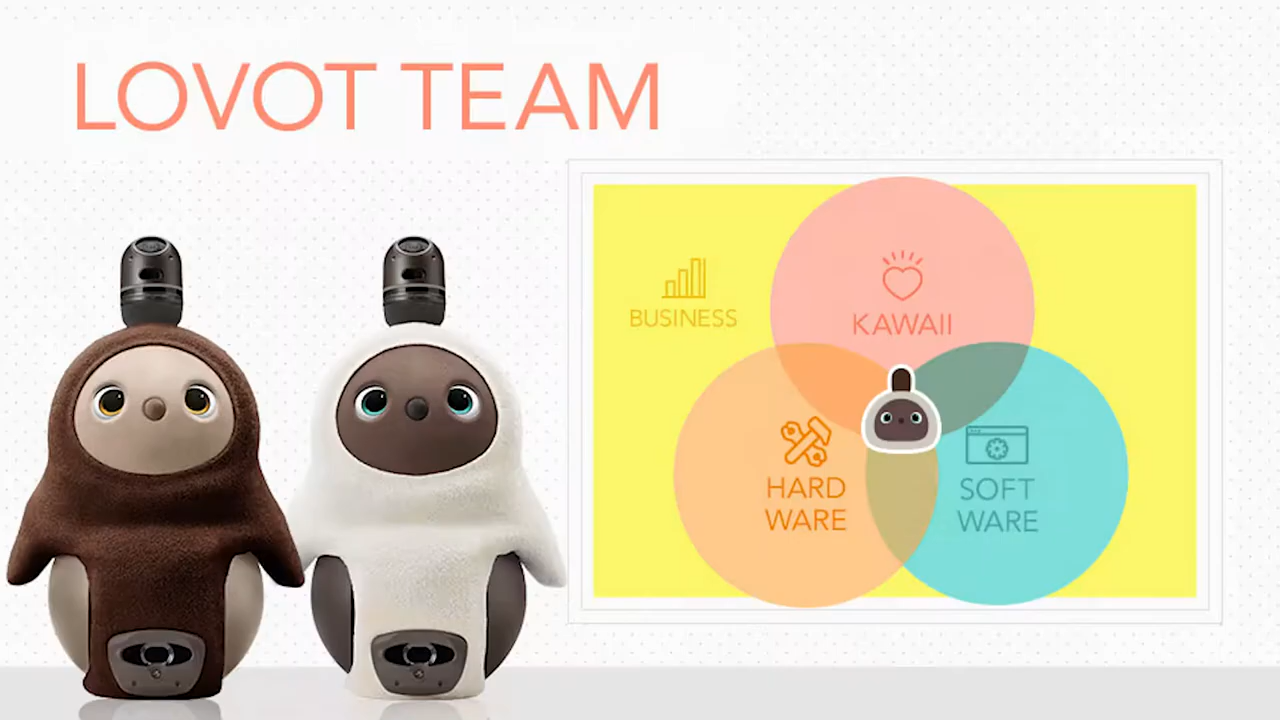 LOVOT TEAM
BUSINESS
KAWAII
HARD
WARE
SOFT
WARE